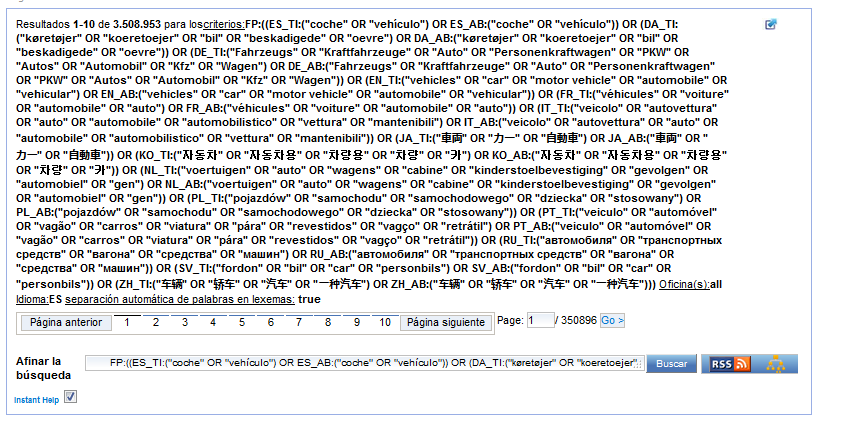 Resultados 1-10 de 3.508.953 para los criterios:FP:((ES_TI:("coche" OR "vehículo") OR ES_AB:("coche" OR "vehículo")) OR (DA_TI:
("køretøjer" OR "koeretoejer" OR "bil" OR "beskadigede" OR "oevre") OR DA_AB:("køretøjer" OR "koeretoejer" OR "bil" OR
"beskadigede" OR "oevre")) OR (DE_TI:("Fahrzeugs" OR "Kraftfahrzeuge" OR "Auto" OR "Personenkraftwagen" OR "PKW" OR
"Autos" OR "Automobil" OR "Kfz" OR "Wagen") OR DE_AB:("Fahrzeugs" OR "Kraftfahrzeuge" OR "Auto" OR "Personenkraftwagen"
OR "PKW" OR "Autos" OR "Automobil" OR "Kfz" OR "Wagen")) OR (EN_TI:("vehicles" OR "car" OR "motor vehicle" OR "automobile" OR
"vehicular") OR EN_AB:("vehicles" OR "car" OR "motor vehicle" OR "automobile" OR "vehicular")) OR (FR_TI:("véhicules" OR "voiture"
OR "automobile" OR "auto") OR FR_AB:("véhicules" OR "voiture" OR "automobile" OR "auto")) OR (IT_TI:("veicolo" OR "autovettura"
OR "auto" OR "automobile" OR "automobilistico" OR "vettura" OR "mantenibili") OR IT_AB:("veicolo" OR "autovettura" OR "auto" OR
"automobile" OR "automobilistico" OR "vettura" OR "mantenibili")) OR (JA_TI:("車両" OR "カー" OR "自動車") OR JA_AB:("車両" OR "
カー" OR "自動車")) OR (KO_TI:("자동차" OR "자동차용" OR "차량용" OR "차량" OR "카") OR KO_AB:("자동차" OR "자동차용" OR "차량용"
OR "차량" OR "카")) OR (NL_TI:("voertuigen" OR "auto" OR "wagens" OR "cabine" OR "kinderstoelbevestiging" OR "gevolgen" OR
"automobiel" OR "gen") OR NL_AB:("voertuigen" OR "auto" OR "wagens" OR "cabine" OR "kinderstoelbevestiging" OR "gevolgen"
OR "automobiel" OR "gen")) OR (PL_TI:("pojazdów" OR "samochodu" OR "samochodowego" OR "dziecka" OR "stosowany") OR
PL_AB:("pojazdów" OR "samochodu" OR "samochodowego" OR "dziecka" OR "stosowany")) OR (PT_TI:("veiculo" OR "automóvel"
OR "vagão" OR "carros" OR "viatura" OR "pára" OR "revestidos" OR "vagço" OR "retrátil") OR PT_AB:("veiculo" OR "automóvel" OR
"vagão" OR "carros" OR "viatura" OR "pára" OR "revestidos" OR "vagço" OR "retrátil")) OR (RU_TI:("автомобиля" OR "транспортных
средств" OR "вагона" OR "средства" OR "машин") OR RU_AB:("автомобиля" OR "транспортных средств" OR "вагона" OR
"средства" OR "машин")) OR (SV_TI:("fordon" OR "bil" OR "car" OR "personbils") OR SV_AB:("fordon" OR "bil" OR "car" OR
"personbils")) OR (ZH_TI:("车辆" OR "轿车" OR "汽车" OR "一种汽车") OR ZH_AB:("车辆" OR "轿车" OR "汽车" OR "一种汽车"))) Oficina(s):all
Idioma:ES separación automática de palabras en lexemas: true
Página anterior 1 2 3 4 5 6 7 8 9 10 Página siguiente Page: 1 / 350896 Go >
Afinar la búsqueda FP:((ES_TI:("coche" OR "vehículo") OR ES_AB:("coche" OR "vehículo")) OR (DA_TI:("køretøjer" OR "koeretoejer" Buscar RSS
Instant Help